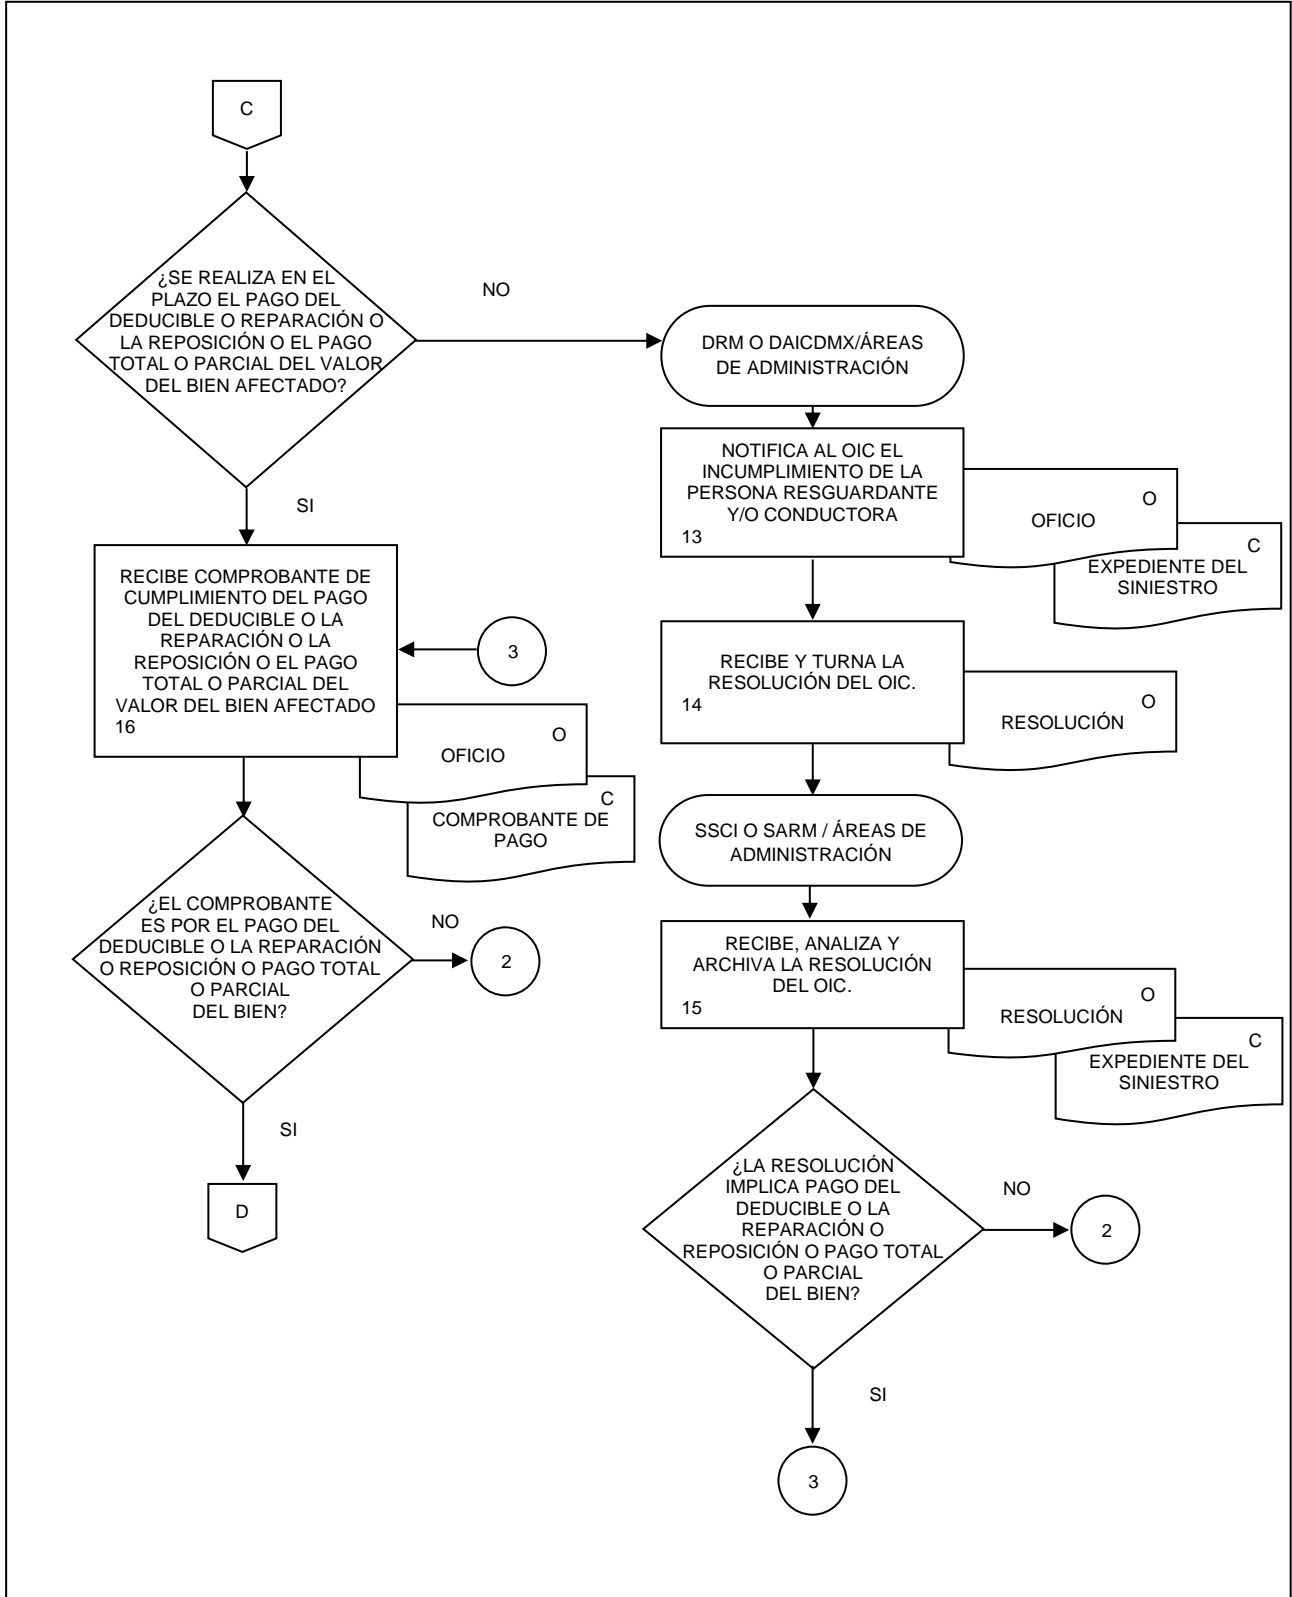 C
¿SE REALIZA EN EL
PLAZO EL PAGO DEL
DEDUCIBLE O REPARACIÓN O
LA REPOSICIÓN O EL PAGO
TOTAL O PARCIAL DEL VALOR
DEL BIEN AFECTADO?
NO
SI
DRM O DAICDMX/ÁREAS
DE ADMINISTRACIÓN
NOTIFICA AL OIC EL
INCUMPLIMIENTO DE LA
PERSONA RESGUARDANTE
Y/O CONDUCTORA
13
O
OFICIO
C
EXPEDIENTE DEL
SINIESTRO
RECIBE Y TURNA LA
RESOLUCIÓN DEL OIC.
14
O
RESOLUCIÓN
SSCI O SARM / ÁREAS DE
ADMINISTRACIÓN
RECIBE, ANALIZA Y
ARCHIVA LA RESOLUCIÓN
DEL OIC.
15
O
RESOLUCIÓN
C
EXPEDIENTE DEL
SINIESTRO
¿LA RESOLUCIÓN
IMPLICA PAGO DEL
DEDUCIBLE O LA
REPARACIÓN O
REPOSICIÓN O PAGO TOTAL
O PARCIAL
DEL BIEN?
NO
2
SI
3
RECIBE COMPROBANTE DE
CUMPLIMIENTO DEL PAGO
DEL DEDUCIBLE O LA
REPARACIÓN O LA
REPOSICIÓN O EL PAGO
TOTAL O PARCIAL DEL
VALOR DEL BIEN AFECTADO
16
3
O
OFICIO
C
COMPROBANTE DE
PAGO
¿EL COMPROBANTE
ES POR EL PAGO DEL
DEDUCIBLE O LA REPARACIÓN
O REPOSICIÓN O PAGO TOTAL
O PARCIAL
DEL BIEN?
NO
2
SI
D